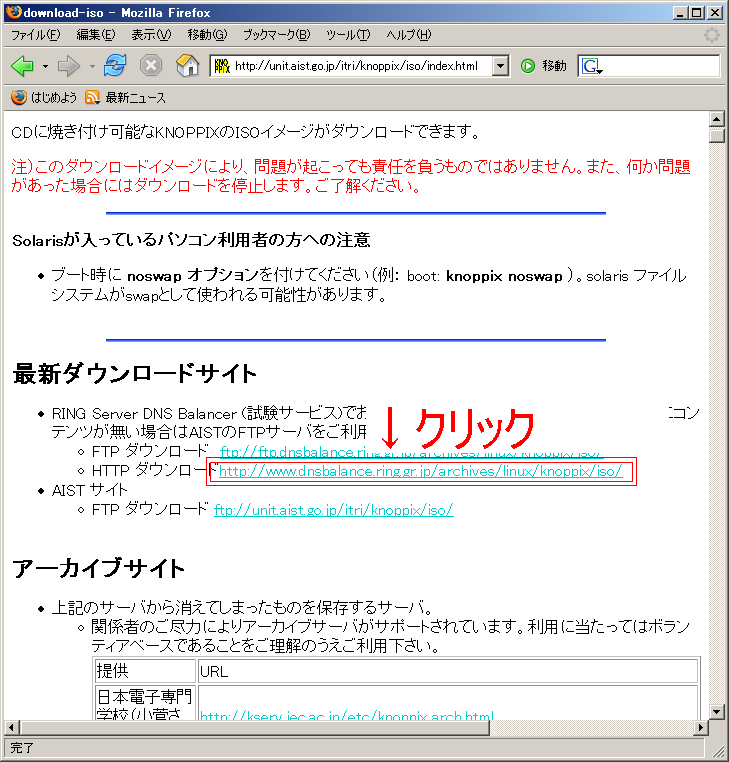 download-iso - Mozilla Firefox
ファイル(F) 編集(E) 表示(V) 移動(G) ブックマーク(B) ツール(T) ヘルプ(H)
http://unit.aist.go.jp/itri/knoppix/iso/index.html 移動 G
はじめよう 最新ニュース
CDに焼き付け可能なKNOPPIXのISOイメージがダウンロードできます。
注)このダウンロードイメージにより、問題が起こっても責任を負うものではありません。また、何か問題
があった場合にはダウンロードを停止します。ご了解ください。
Solarisが入っているパソコン利用者の方への注意
ブート時に noswap オプションを付けてください(例: boot: knoppix noswap )。solaris ファイル
システムがswapとして使われる可能性があります。
最新ダウンロードサイト
RING Server DNS Balancer (試験サービス)でお コン
テンツが無い場合はAISTのFTPサーバをご利用
↓ クリック
FTP ダウンロード ftp://ftp.dnsbalance.ring.gr.jp/archives/linux/knoppix/iso/
HTTP ダウンロード http://www.dnsbalance.ring.gr.jp/archives/linux/knoppix/iso/
AIST サイト
FTP ダウンロード ftp://unit.aist.go.jp/itri/knoppix/iso/
アーカイブサイト
上記のサーバから消えてしまったものを保存するサーバ。
関係者のご尽力によりアーカイブサーバがサポートされています。利用に当たってはボラン
ティアベースであることをご理解のうえご利用下さい。
提供 URL
日本電子専門
学校(小菅さ http://kserv.jec.ac.jp/etc/knoppix arch.html
完了